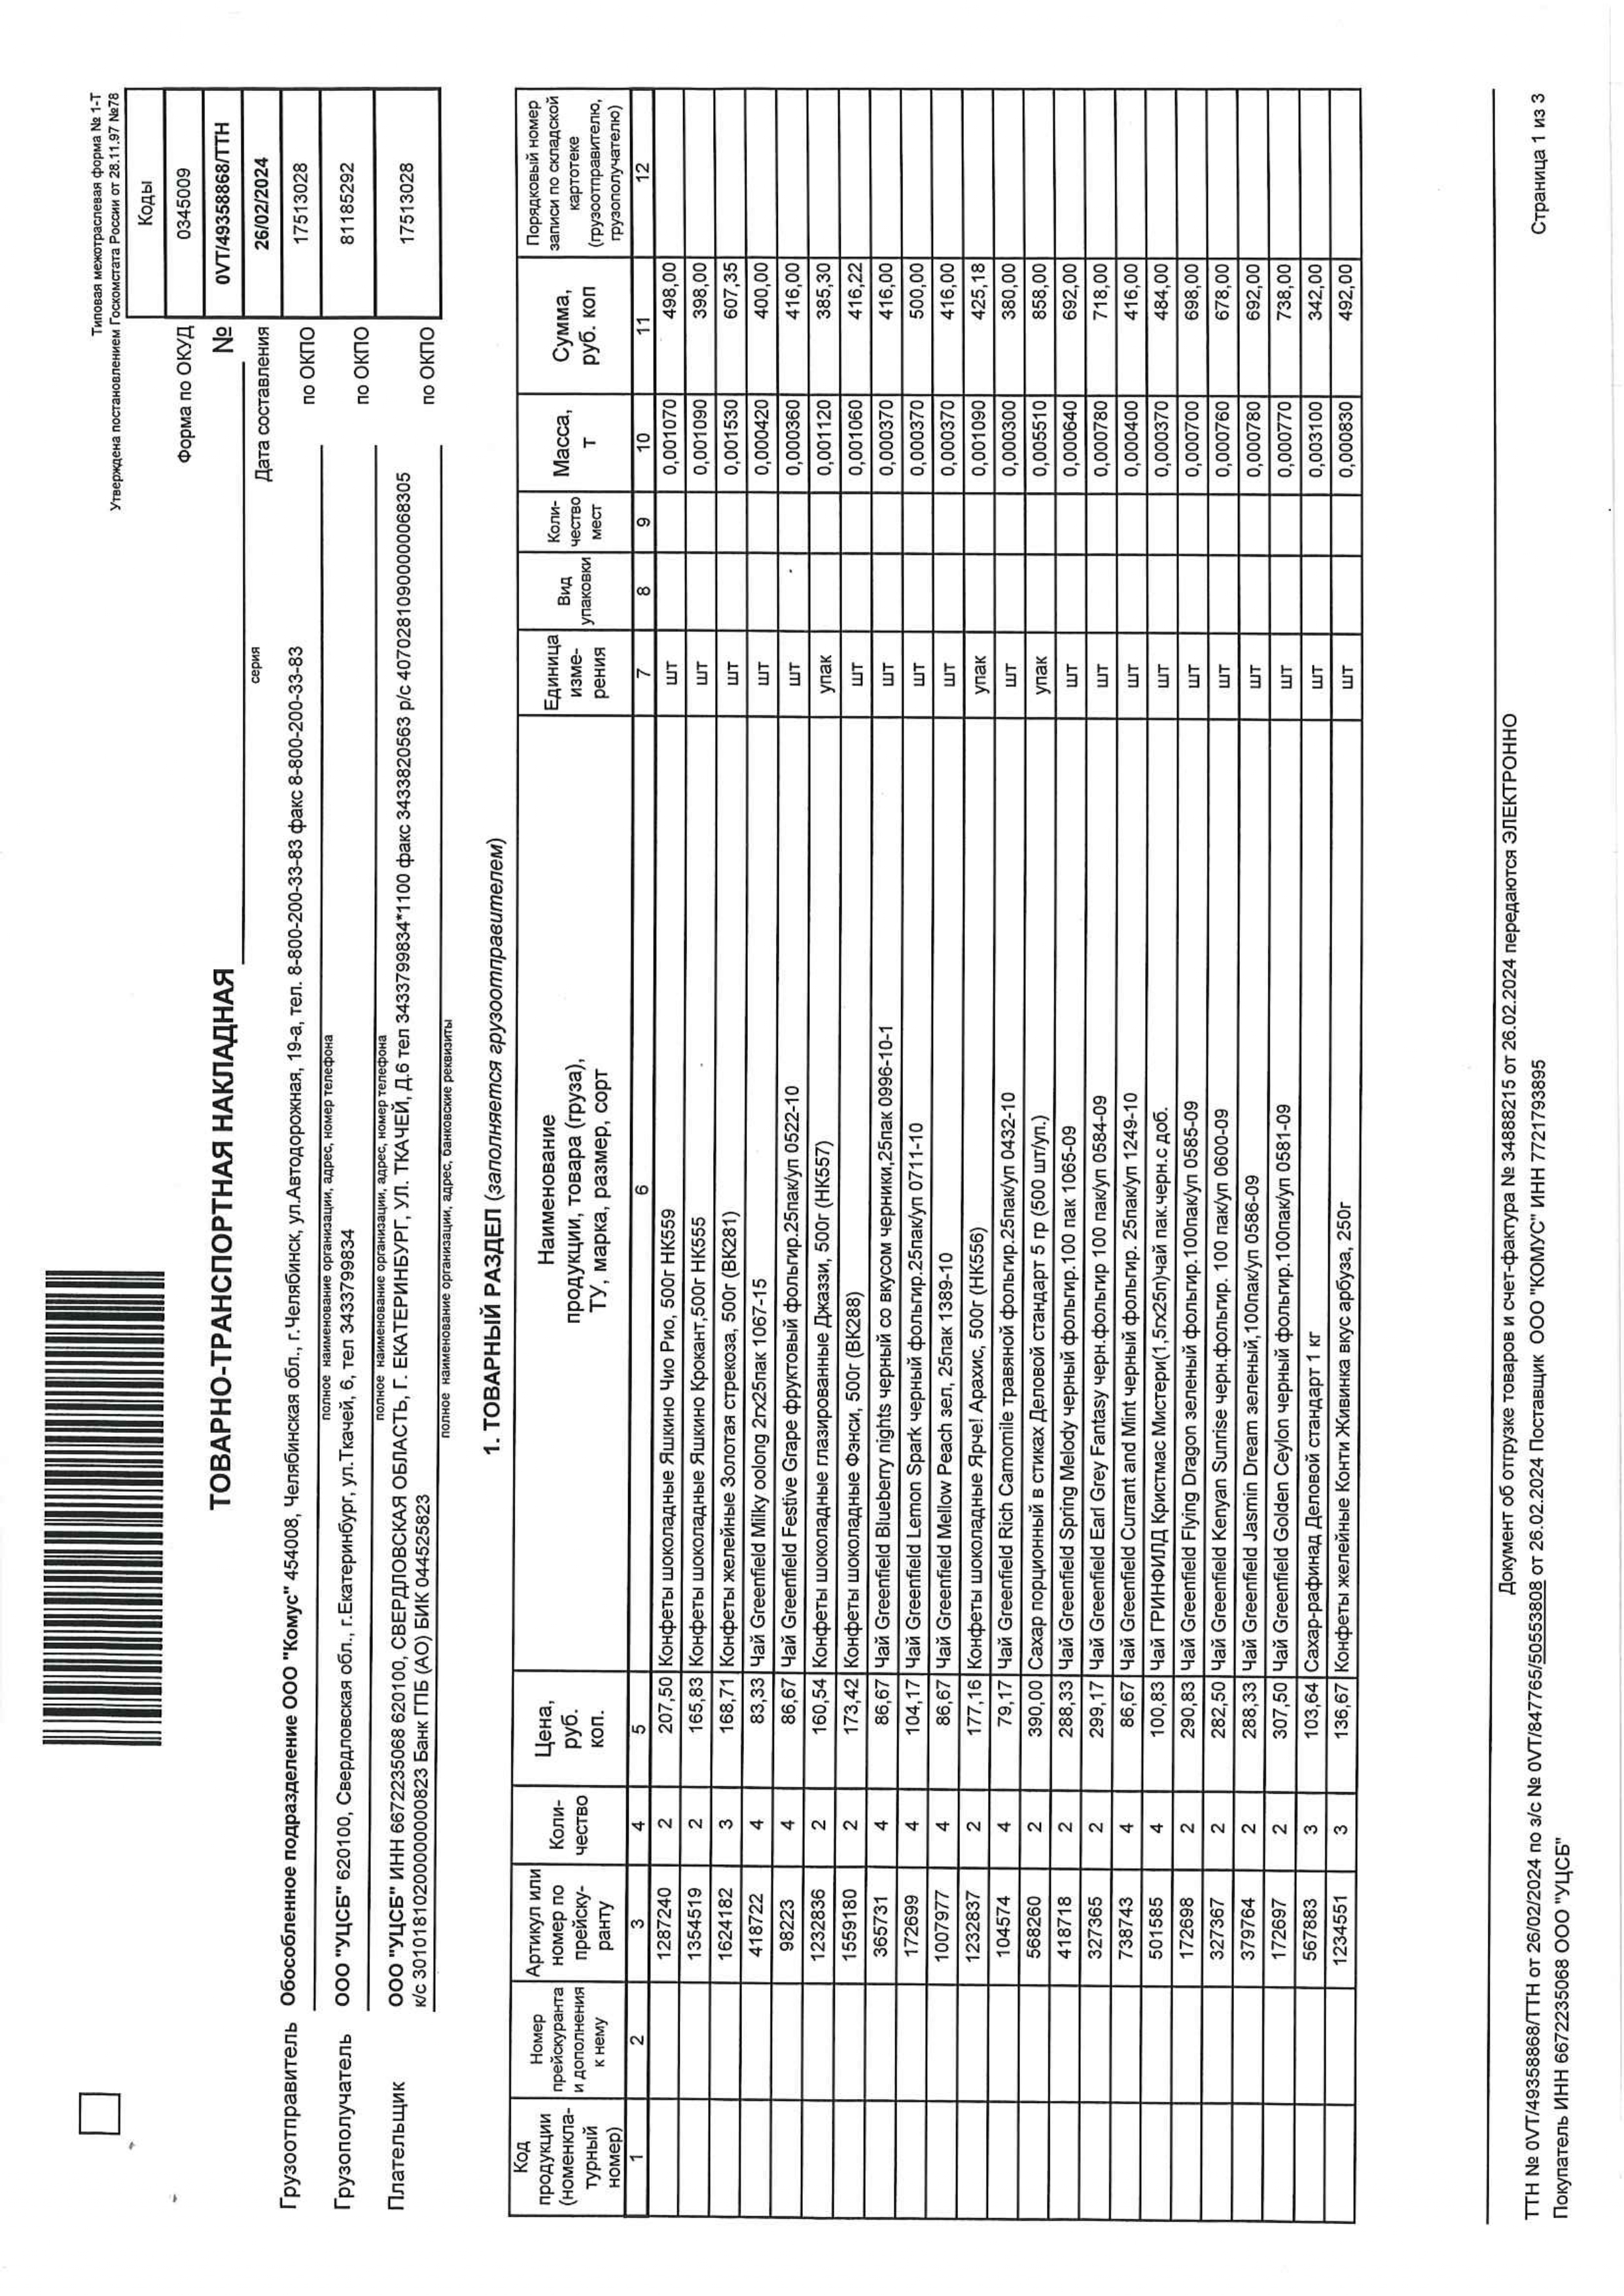 Типовая межотраслевая форма № 1-Т
Утверждена постановлением Госкомстата России от 28.11.97 №78
Коды
Форма по ОКУД 0345009
ТОВАРНО-ТРАНСПОРТНАЯ НАКЛАДНАЯ № 0VT/49358868/ТТН
серия
Дата составления 26/02/2024
Грузоотправитель Обособленное подразделение ООО "Комус" 454008, Челябинская обл., г.Челябинск, ул.Автодорожная, 19-а, тел. 8-800-200-33-83 факс 8-800-200-33-83 по ОКПО 17513028
полное наименование организации, адрес, номер телефона
Грузополучатель ООО "УЦСБ" 620100, Свердловская обл., г.Екатеринбург, ул.Ткачей, 6, тел 3433799834 по ОКПО 81185292
полное наименование организации, адрес, номер телефона
Плательщик ООО "УЦСБ" ИНН 6672235068 620100, СВЕРДЛОВСКАЯ ОБЛАСТЬ, Г. ЕКАТЕРИНБУРГ, УЛ. ТКАЧЕЙ, Д.6 тел 3433799834*1100 факс 3433820563 р/с 40702810900000068305
к/с 30101810200000000823 Банк ГПБ (АО) БИК 044525823 по ОКПО 17513028
полное наименование организации, адрес, банковские реквизиты
1. ТОВАРНЫЙ РАЗДЕЛ (заполняется грузоотправителем)
Код
продукции
(номенкла-
турный
номер)
Номер
прейскуранта
и дополнения
к нему
Артикул или
номер по
прейску-
ранту
Коли-
чество
Цена,
руб.
коп.
Наименование
продукции, товара (груза),
ТУ, марка, размер, сорт
Единица
изме-
рения
Вид
упаковки
Коли-
чество
мест
Масса,
т
Сумма,
руб. коп
Порядковый номер
записи по складской
картотеке
(грузоотправителю,
грузополучателю)
1 2 3 4 5 6 7 8 9 10 11 12
1287240 2 207,50 Конфеты шоколадные Яшкино Чио Рио, 500г НК559 шт 0,001070 498,00
1354519 2 165,83 Конфеты шоколадные Яшкино Крокант,500г НК555 шт 0,001090 398,00
1624182 3 168,71 Конфеты желейные Золотая стрекоза, 500г (ВК281) шт 0,001530 607,35
418722 4 83,33 Чай Greenfield Milky oolong 2гх25пак 1067-15 шт 0,000420 400,00
98223 4 86,67 Чай Greenfield Festive Grape фруктовый фольгир.25пак/уп 0522-10 шт 0,000360 416,00
1232836 2 160,54 Конфеты шоколадные глазированные Джаззи, 500г (НК557) упак 0,001120 385,30
1559180 2 173,42 Конфеты шоколадные Фэнси, 500г (ВК288) шт 0,001060 416,22
365731 4 86,67 Чай Greenfield Blueberry nights черный со вкусом черники,25пак 0996-10-1 шт 0,000370 416,00
172699 4 104,17 Чай Greenfield Lemon Spark черный фольгир.25пак/уп 0711-10 шт 0,000370 500,00
1007977 4 86,67 Чай Greenfield Mellow Peach зел, 25пак 1389-10 шт 0,000370 416,00
1232837 2 177,16 Конфеты шоколадные Ярче! Арахис, 500г (НК556) упак 0,001090 425,18
104574 4 79,17 Чай Greenfield Rich Camomile травяной фольгир.25пак/уп 0432-10 шт 0,000300 380,00
568260 2 390,00 Сахар порционный в стиках Деловой стандарт 5 гр (500 шт/уп.) упак 0,005510 858,00
418718 2 288,33 Чай Greenfield Spring Melody черный фольгир.100 пак 1065-09 шт 0,000640 692,00
327365 2 299,17 Чай Greenfield Earl Grey Fantasy черн.фольгир 100 пак/уп 0584-09 шт 0,000780 718,00
738743 4 86,67 Чай Greenfield Currant and Mint черный фольгир. 25пак/уп 1249-10 шт 0,000400 416,00
501585 4 100,83 Чай ГРИНФИЛД Кристмас Мистери(1,5гх25п)чай пак.черн.с доб. шт 0,000370 484,00
172698 2 290,83 Чай Greenfield Flying Dragon зеленый фольгир.100пак/уп 0585-09 шт 0,000700 698,00
327367 2 282,50 Чай Greenfield Kenyan Sunrise черн.фольгир. 100 пак/уп 0600-09 шт 0,000760 678,00
379764 2 288,33 Чай Greenfield Jasmin Dream зеленый,100пак/уп 0586-09 шт 0,000780 692,00
172697 2 307,50 Чай Greenfield Golden Ceylon черный фольгир.100пак/уп 0581-09 шт 0,000770 738,00
567883 3 103,64 Сахар-рафинад Деловой стандарт 1 кг шт 0,003100 342,00
1234551 3 136,67 Конфеты желейные Конти Живинка вкус арбуза, 250г шт 0,000830 492,00
Документ об отгрузке товаров и счет-фактура № 34888215 от 26.02.2024 передаются ЭЛЕКТРОННО
ТТН № 0VT/49358868/ТТН от 26/02/2024 по з/с № 0VT/847765/50553808 от 26.02.2024 Поставщик ООО "КОМУС" ИНН 7721793895 Страница 1 из 3
Покупатель ИНН 6672235068 ООО "УЦСБ"